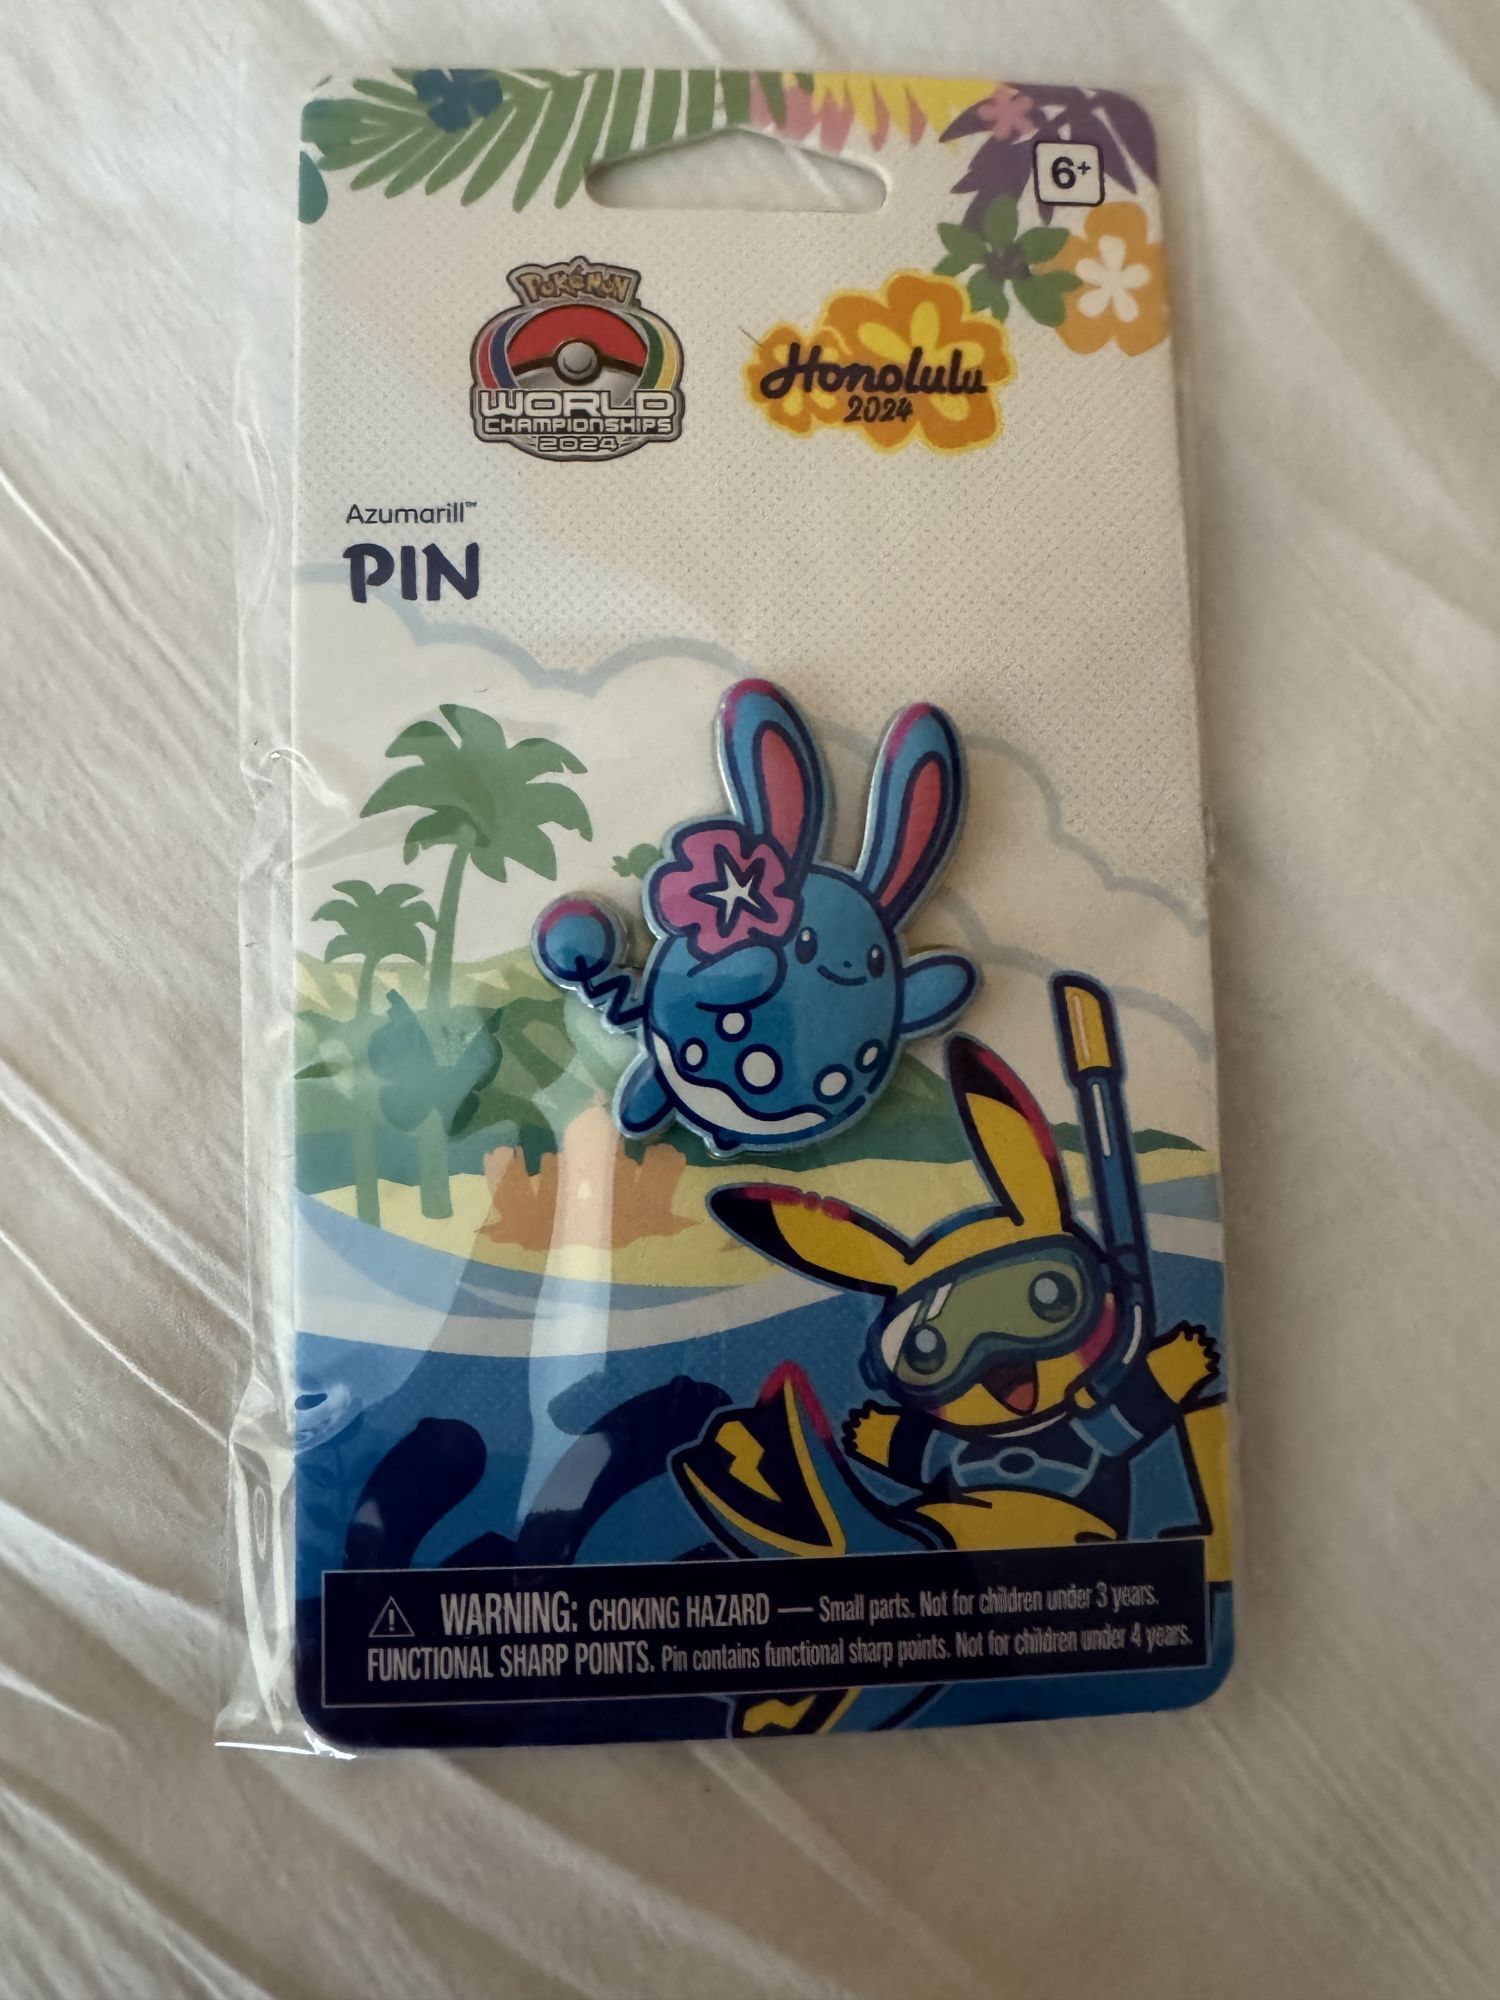 6+
POKÉMON
WORLD
CHAMPIONSHIPS
2024
Honolulu
2024
Azumarill™
PIN
WARNING: CHOKING HAZARD — Small parts. Not for children under 3 years.
FUNCTIONAL SHARP POINTS. Pin contains functional sharp points. Not for children under 4 years.